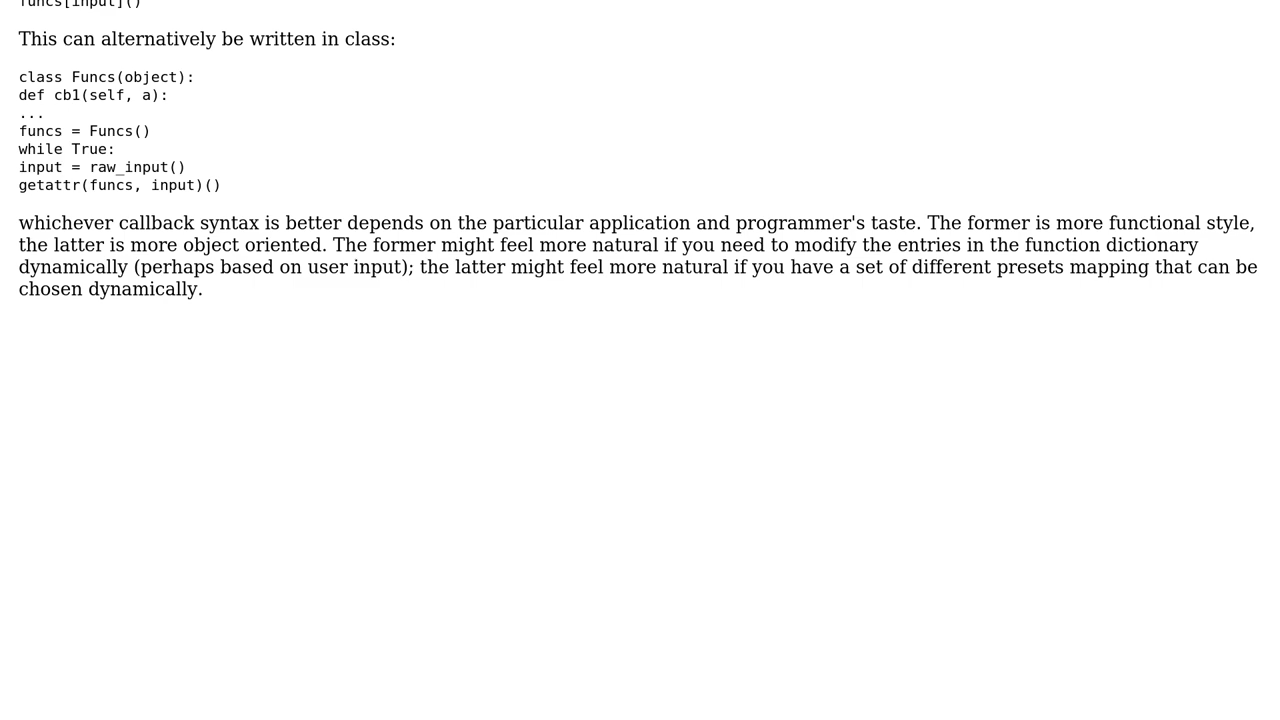 funcs[input]()
This can alternatively be written in class:
class Funcs(object):
def cb1(self, a):
...
funcs = Funcs()
while True:
input = raw_input()
getattr(funcs, input)()
whichever callback syntax is better depends on the particular application and programmer's taste. The former is more functional style,
the latter is more object oriented. The former might feel more natural if you need to modify the entries in the function dictionary
dynamically (perhaps based on user input); the latter might feel more natural if you have a set of different presets mapping that can be
chosen dynamically.